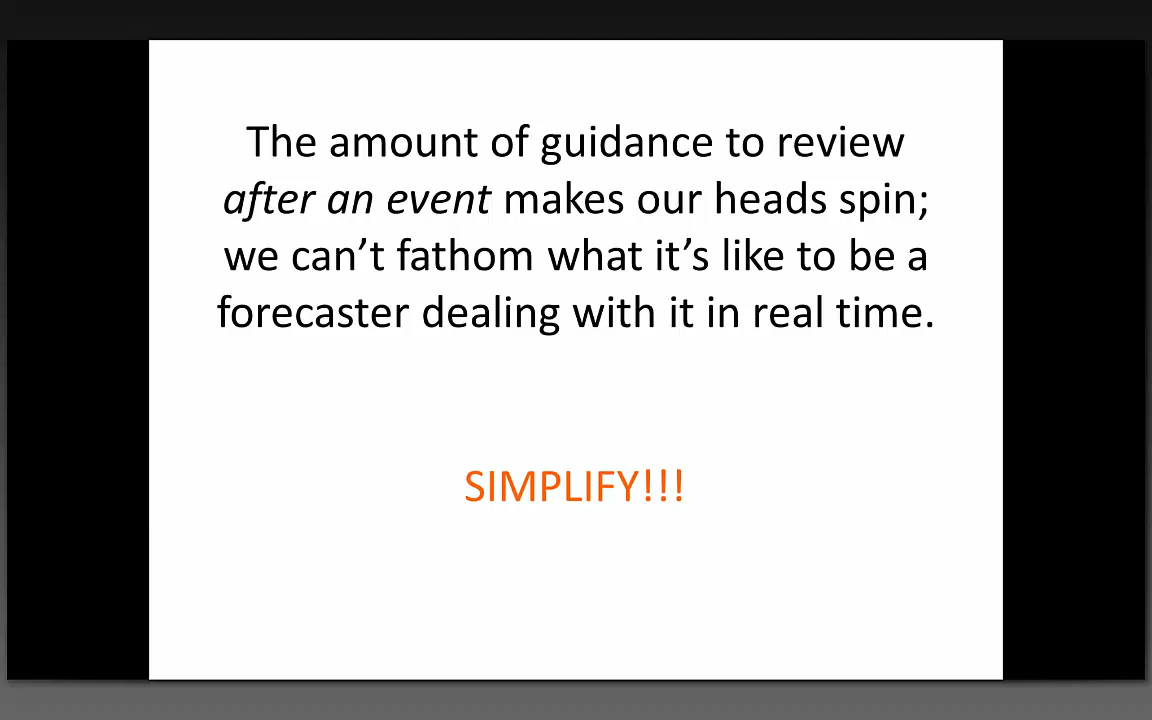 The amount of guidance to review
after an event makes our heads spin;
we can’t fathom what it’s like to be a
forecaster dealing with it in real time.
SIMPLIFY!!!